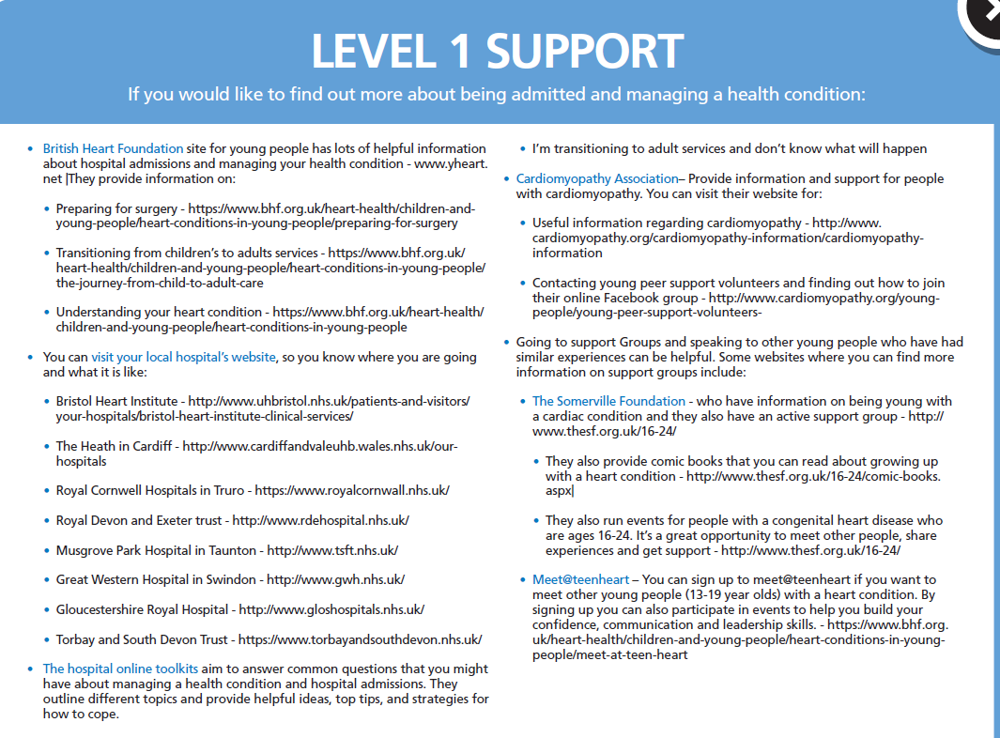 LEVEL 1 SUPPORT
If you would like to find out more about being admitted and managing a health condition:
• British Heart Foundation site for young people has lots of helpful information
about hospital admissions and managing your health condition - www.yheart.
net |They provide information on:
• Preparing for surgery - https://www.bhf.org.uk/heart-health/children-and-
young-people/heart-conditions-in-young-people/preparing-for-surgery
• Transitioning from children's to adults services - https://www.bhf.org.uk/
heart-health/children-and-young-people/heart-conditions-in-young-people/
the-journey-from-child-to-adult-care
• Understanding your heart condition - https://www.bhf.org.uk/heart-health/
children-and-young-people/heart-conditions-in-young-people
• You can visit your local hospital's website, so you know where you are going
and what it is like:
• Bristol Heart Institute - http://www.uhbristol.nhs.uk/patients-and-visitors/
your-hospitals/bristol-heart-institute-clinical-services/
• The Heath in Cardiff - http://www.cardiffandvaleuhb.wales.nhs.uk/our-
hospitals
• Royal Cornwell Hospitals in Truro - https://www.royalcornwall.nhs.uk/
• Royal Devon and Exeter trust - http://www.rdehospital.nhs.uk/
• Musgrove Park Hospital in Taunton - http://www.tsft.nhs.uk/
• Great Western Hospital in Swindon - http://www.gwh.nhs.uk/
• Gloucestershire Royal Hospital - http://www.gloshospitals.nhs.uk/
• Torbay and South Devon Trust - https://www.torbayandsouthdevon.nhs.uk/
• The hospital online toolkits aim to answer common questions that you might
have about managing a health condition and hospital admissions. They
outline different topics and provide helpful ideas, top tips, and strategies for
how to cope.
• I'm transitioning to adult services and don't know what will happen
• Cardiomyopathy Association– Provide information and support for people
with cardiomyopathy. You can visit their website for:
• Useful information regarding cardiomyopathy - http://www.
cardiomyopathy.org/cardiomyopathy-information/cardiomyopathy-
information
• Contacting young peer support volunteers and finding out how to join
their online Facebook group - http://www.cardiomyopathy.org/young-
people/young-peer-support-volunteers-
• Going to support Groups and speaking to other young people who have had
similar experiences can be helpful. Some websites where you can find more
information on support groups include:
• The Somerville Foundation - who have information on being young with
a cardiac condition and they also have an active support group - http://
www.thesf.org.uk/16-24/
• They also provide comic books that you can read about growing up
with a heart condition - http://www.thesf.org.uk/16-24/comic-books.
aspx|
• They also run events for people with a congenital heart disease who
are ages 16-24. It's a great opportunity to meet other people, share
experiences and get support - http://www.thesf.org.uk/16-24/
• Meet@teenheart – You can sign up to meet@teenheart if you want to
meet other young people (13-19 year olds) with a heart condition. By
signing up you can also participate in events to help you build your
confidence, communication and leadership skills. - https://www.bhf.org.
uk/heart-health/children-and-young-people/heart-conditions-in-young-
people/meet-at-teen-heart